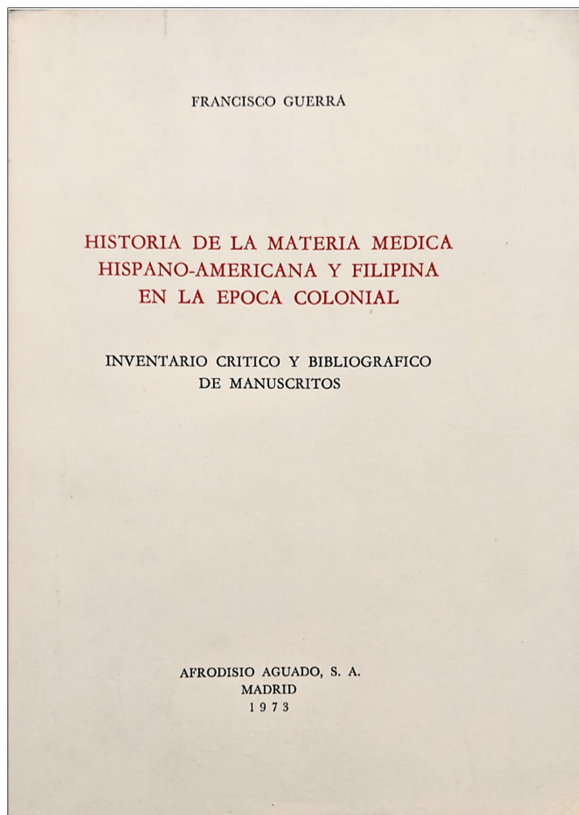 FRANCISCO GUERRA
HISTORIA DE LA MATERIA MEDICA
HISPANO-AMERICANA Y FILIPINA
EN LA EPOCA COLONIAL
INVENTARIO CRITICO Y BIBLIOGRAFICO
DE MANUSCRITOS
AFRODISIO AGUADO, S. A.
MADRID
1973